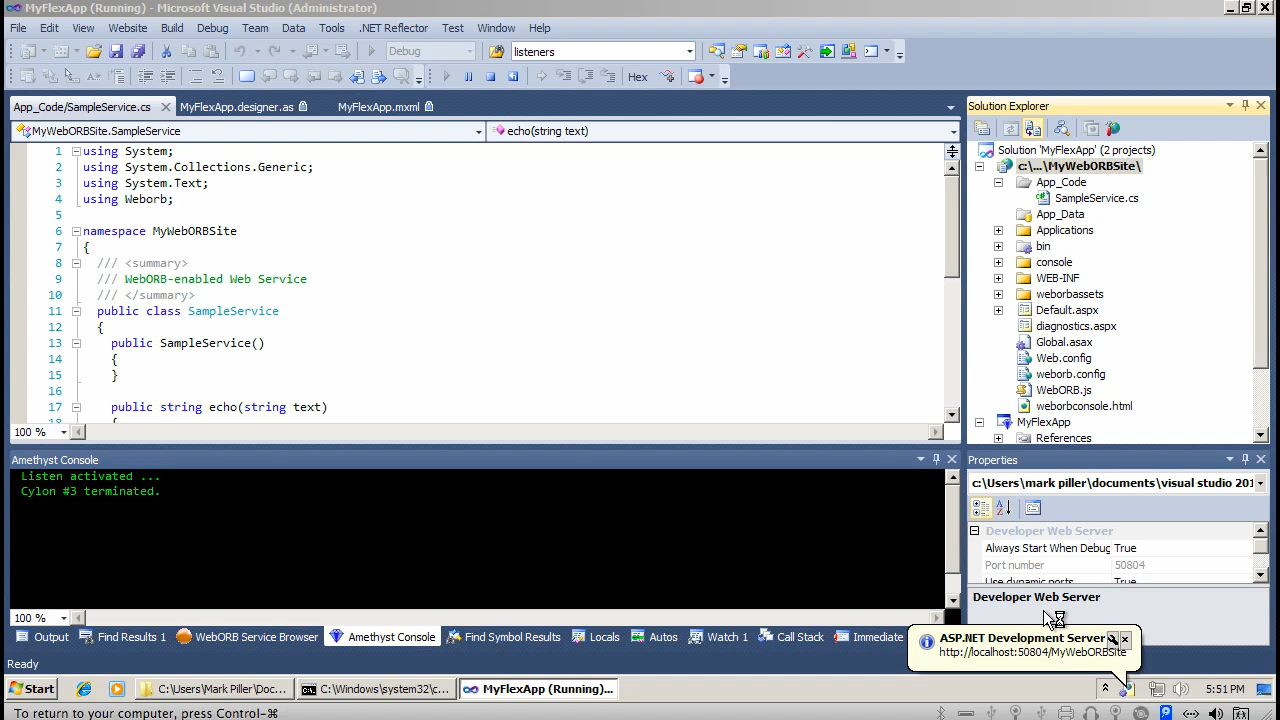 MyFlexApp (Running) - Microsoft Visual Studio (Administrator)
File Edit View Website Build Debug Team Data Tools .NET Reflector Test Window Help
Debug listeners
Hex
App_Code/SampleService.cs MyFlexApp.designer.as MyFlexApp.mxml
MyWebORBSite.SampleService echo(string text)
1 using System;
2 using System.Collections.Generic;
3 using System.Text;
4 using Weborb;
5
6 namespace MyWebORBSite
7 {
8 /// <summary>
9 /// WebORB-enabled Web Service
10 /// </summary>
11 public class SampleService
12 {
13 public SampleService()
14 {
15 }
16
17 public string echo(string text)
18 {
100 %
Solution Explorer
Solution 'MyFlexApp' (2 projects)
c:\...\MyWebORBSite\
App_Code
SampleService.cs
App_Data
Applications
bin
console
WEB-INF
weborbassets
Default.aspx
diagnostics.aspx
Global.asax
Web.config
weborb.config
WebORB.js
weborbconsole.html
MyFlexApp
References
Amethyst Console
Listen activated ...
Cylon #3 terminated.
100 %
Properties
c:\Users\mark piller\documents\visual studio 201
Developer Web Server
Always Start When Debug True
Port number 50804
Use dynamic ports True
Developer Web Server
Output Find Results 1 WebORB Service Browser Amethyst Console Find Symbol Results Locals Autos Watch 1 Call Stack Immediate
ASP.NET Development Server
http://localhost:50804/MyWebORBSite
Ready
Start C:\Users\Mark Piller\Doc... C:\Windows\system32\c... MyFlexApp (Running)... 5:51 PM
To return to your computer, press Control-⌘